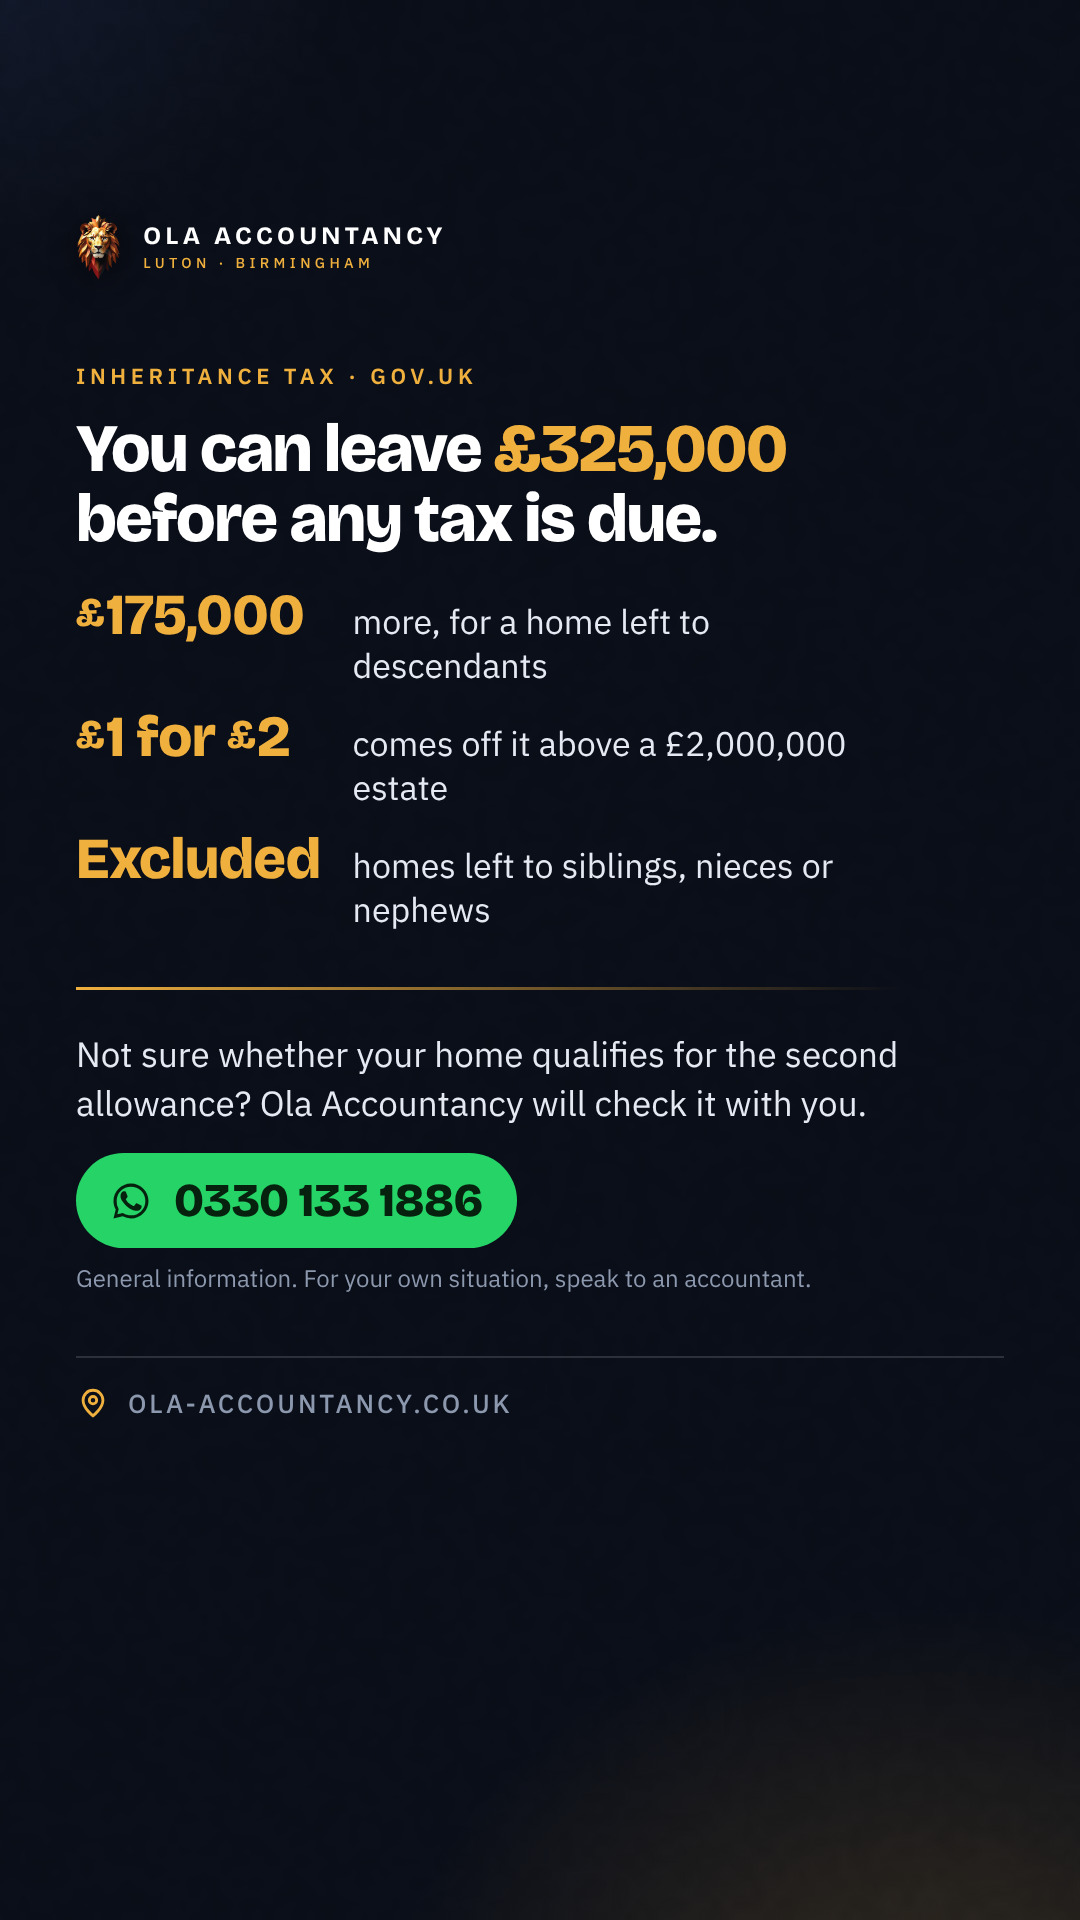 OLA ACCOUNTANCY
LUTON · BIRMINGHAM
INHERITANCE TAX · GOV.UK
You can leave £325,000
before any tax is due.
£175,000 more, for a home left to
descendants
£1 for £2 comes off it above a £2,000,000
estate
Excluded homes left to siblings, nieces or
nephews
Not sure whether your home qualifies for the second
allowance? Ola Accountancy will check it with you.
0330 133 1886
General information. For your own situation, speak to an accountant.
OLA-ACCOUNTANCY.CO.UK